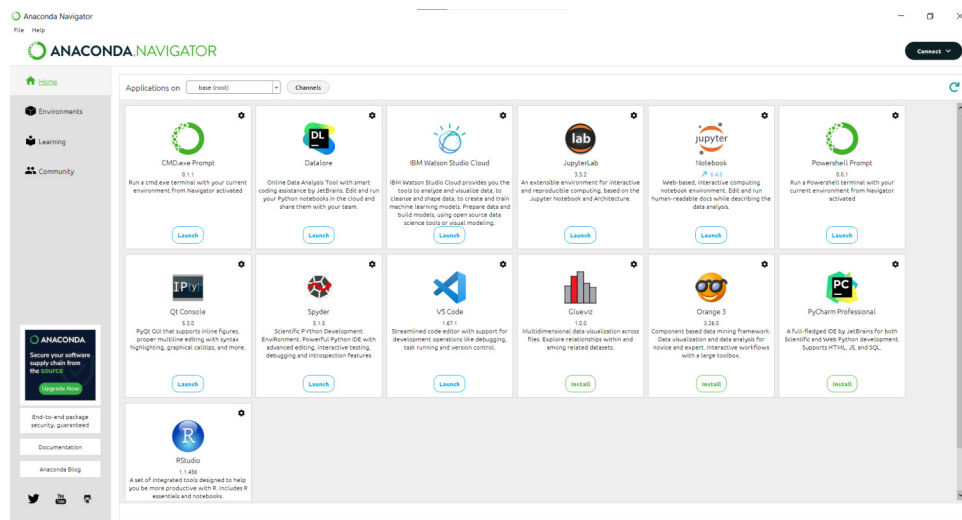 Anaconda Navigator
File Help
ANACONDA.NAVIGATOR
Connect
Home
Environments
Learning
Community
Applications on
base (root)
Channels
CMD.exe Prompt
0.1.1
Run a cmd.exe terminal with your current
environment from Navigator activated
Launch
DL
Datalore
Online Data Analysis Tool with smart
coding assistance by JetBrains. Edit and run
your Python notebooks in the cloud and
share them with your team.
Launch
IBM Watson Studio Cloud
IBM Watson Studio Cloud provides you the
tools to analyze and visualize data, to
cleanse and shape data, to create and train
machine learning models. Prepare data and
build models, using open source data
science tools or visual modeling.
Launch
lab
JupyterLab
3.3.2
An extensible environment for interactive
and reproducible computing, based on the
Jupyter Notebook and Architecture.
Launch
jupyter
Notebook
6.4.8
Web-based, interactive computing
notebook environment. Edit and run
human-readable docs while describing the
data analysis.
Launch
Powershell Prompt
0.0.1
Run a Powershell terminal with your
current environment from Navigator
activated
Launch
IP[y]
Qt Console
5.3.0
PyQt GUI that supports inline figures,
proper multiline editing with syntax
highlighting, graphical calltips, and more.
Launch
Spyder
5.1.5
Scientific PYthon Development
EnviRonment. Powerful Python IDE with
advanced editing, interactive testing,
debugging and introspection features
Launch
VS Code
1.67.1
Streamlined code editor with support for
development operations like debugging,
task running and version control.
Launch
Glueviz
1.0.0
Multidimensional data visualization across
files. Explore relationships within and
among related datasets.
Install
Orange 3
3.26.0
Component based data mining framework.
Data visualization and data analysis for
novice and expert. Interactive workflows
with a large toolbox.
Install
PC
PyCharm Professional
A full-fledged IDE by JetBrains for both
Scientific and Web Python development.
Supports HTML, JS, and SQL.
Install
R
RStudio
1.1.456
A set of integrated tools designed to help
you be more productive with R. Includes R
essentials and notebooks.
ANACONDA
Secure your software
supply chain from
the source
Upgrade Now
End-to-end package
security, guaranteed
Documentation
Anaconda Blog
You
Tube